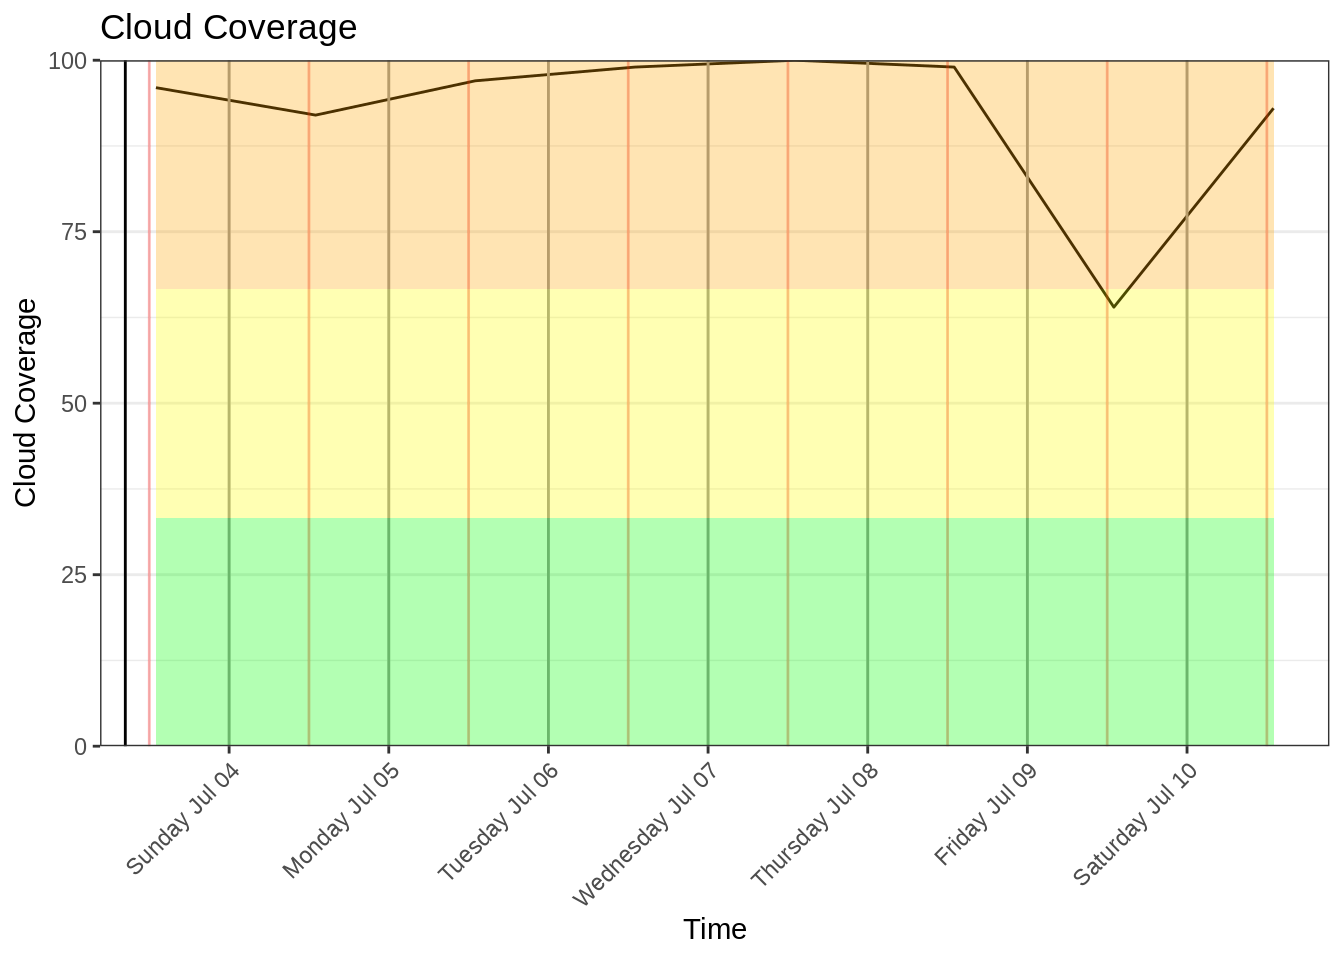 Cloud Coverage
100
75
50
25
0
Cloud Coverage
Sunday Jul 04
Monday Jul 05
Tuesday Jul 06
Wednesday Jul 07
Thursday Jul 08
Friday Jul 09
Saturday Jul 10
Time